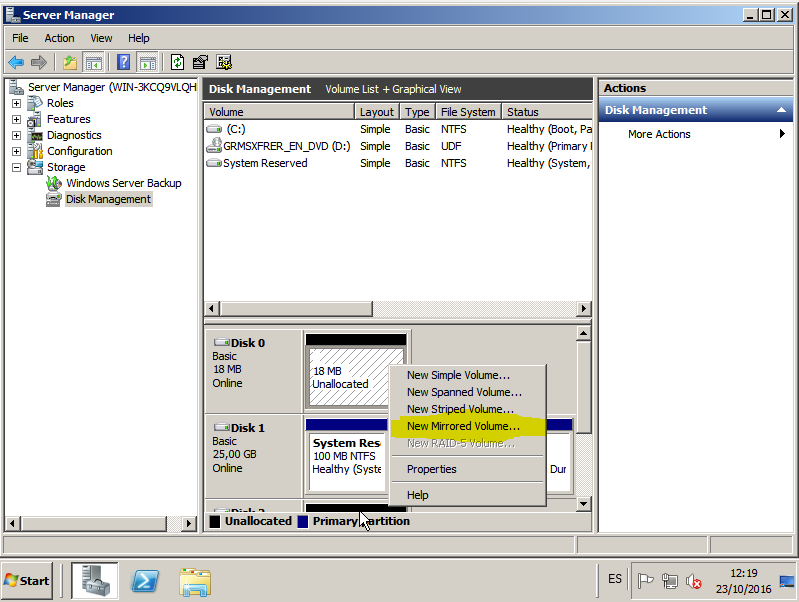 Server Manager
File Action View Help
Server Manager (WIN-3KCQ9VLQH
Roles
Features
Diagnostics
Configuration
Storage
Windows Server Backup
Disk Management
Disk Management Volume List + Graphical View
Volume Layout Type File System Status
(C:) Simple Basic NTFS Healthy (Boot, Pa
GRMSXFRER_EN_DVD (D:) Simple Basic UDF Healthy (Primary
System Reserved Simple Basic NTFS Healthy (System,
Disk 0
Basic
18 MB
Online
18 MB
Unallocated
Disk 1
Basic
25,00 GB
Online
System Res
100 MB NTFS
Healthy (Syste
Dur
New Simple Volume...
New Spanned Volume...
New Striped Volume...
New Mirrored Volume...
New RAID-5 Volume...
Properties
Help
Unallocated Primary partition
Actions
Disk Management
More Actions
Start
ES
12:19
23/10/2016